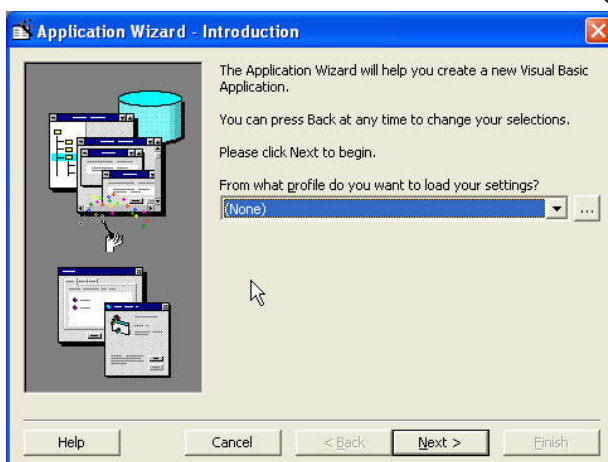 Application Wizard - Introduction
The Application Wizard will help you create a new Visual Basic
Application.
You can press Back at any time to change your selections.
Please click Next to begin.
From what profile do you want to load your settings?
(None)
...
Help
Cancel
< Back
Next >
Finish